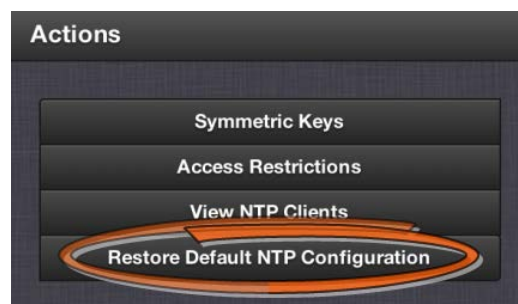 Actions
Symmetric Keys
Access Restrictions
View NTP Clients
Restore Default NTP Configuration